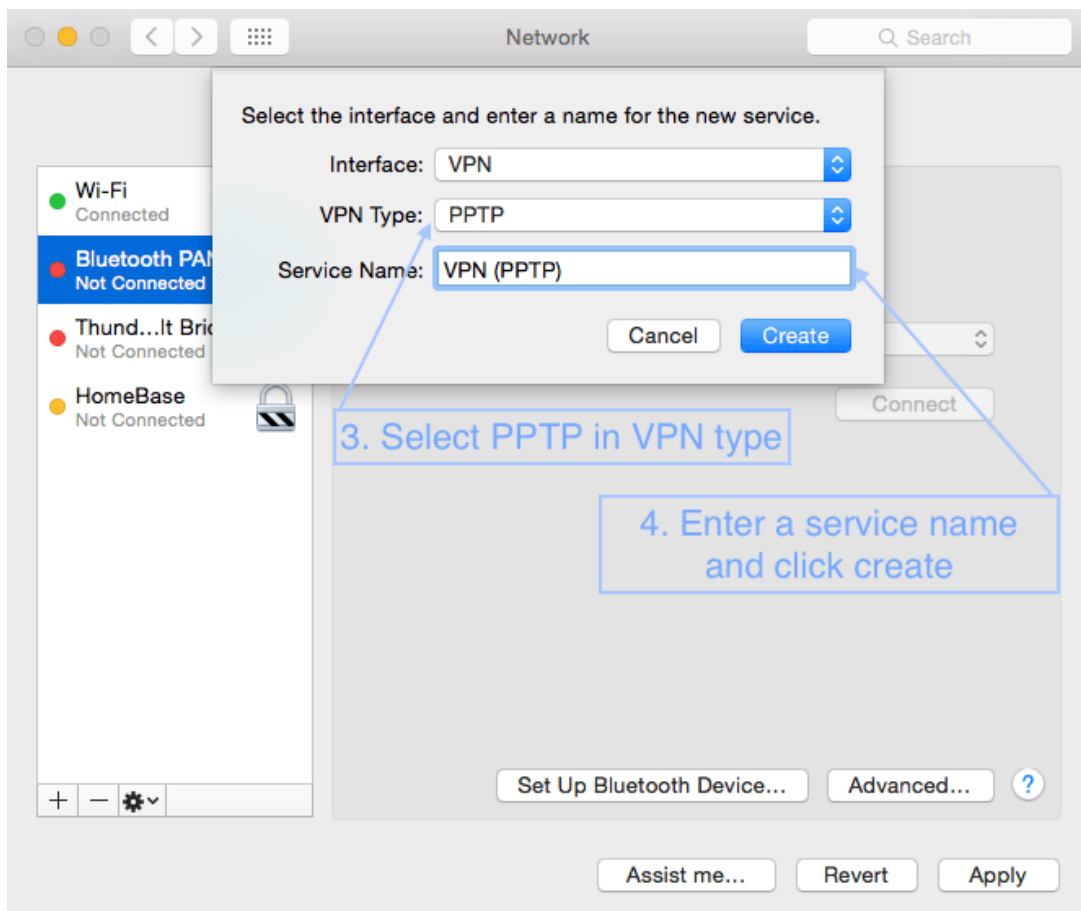 Network
Search
Select the interface and enter a name for the new service.
Interface: VPN
VPN Type: PPTP
Service Name: VPN (PPTP)
Cancel Create
Wi-Fi
Connected
Bluetooth PAN
Not Connected
Thund...lt Bric
Not Connected
HomeBase
Not Connected
Connect
3. Select PPTP in VPN type
4. Enter a service name
and click create
Set Up Bluetooth Device... Advanced... ?
Assist me... Revert Apply